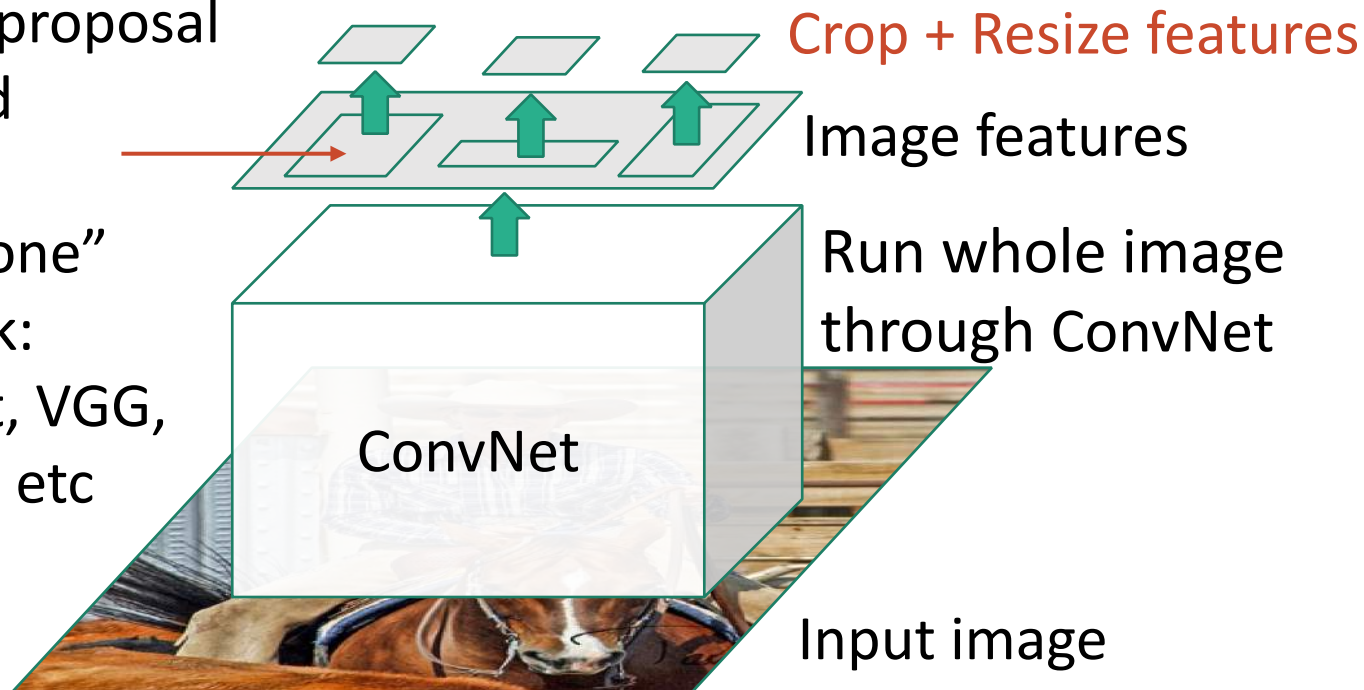 proposal
Crop + Resize features
Image features
one”
Run whole image
k:
through ConvNet
t, VGG,
ConvNet
etc
Input image